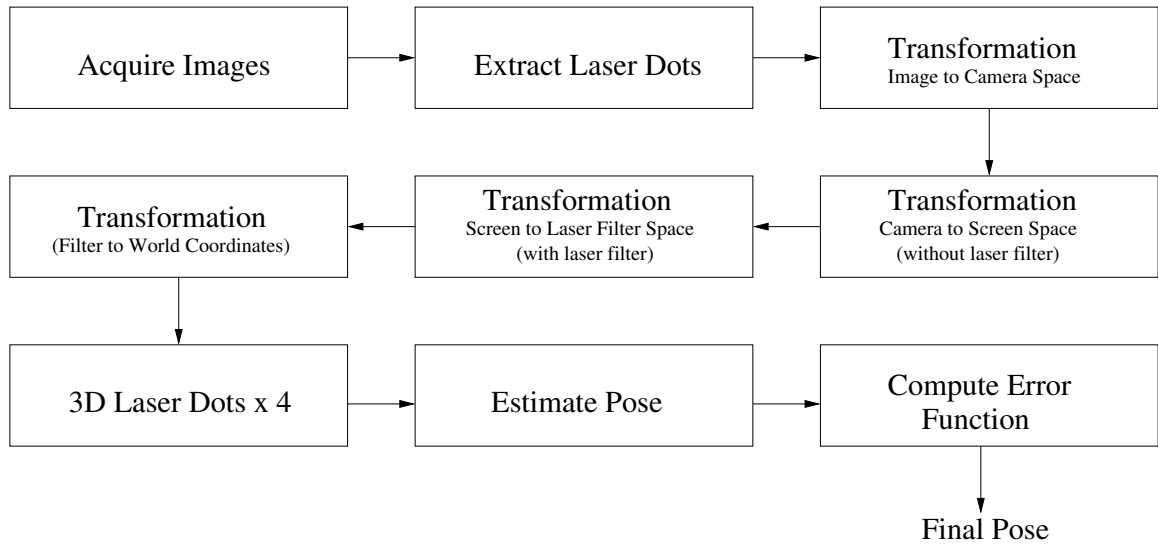 Acquire Images
Extract Laser Dots
Transformation
Image to Camera Space
Transformation
Camera to Screen Space
(without laser filter)
Transformation
Screen to Laser Filter Space
(with laser filter)
Transformation
(Filter to World Coordinates)
3D Laser Dots x 4
Estimate Pose
Compute Error
Function
Final Pose